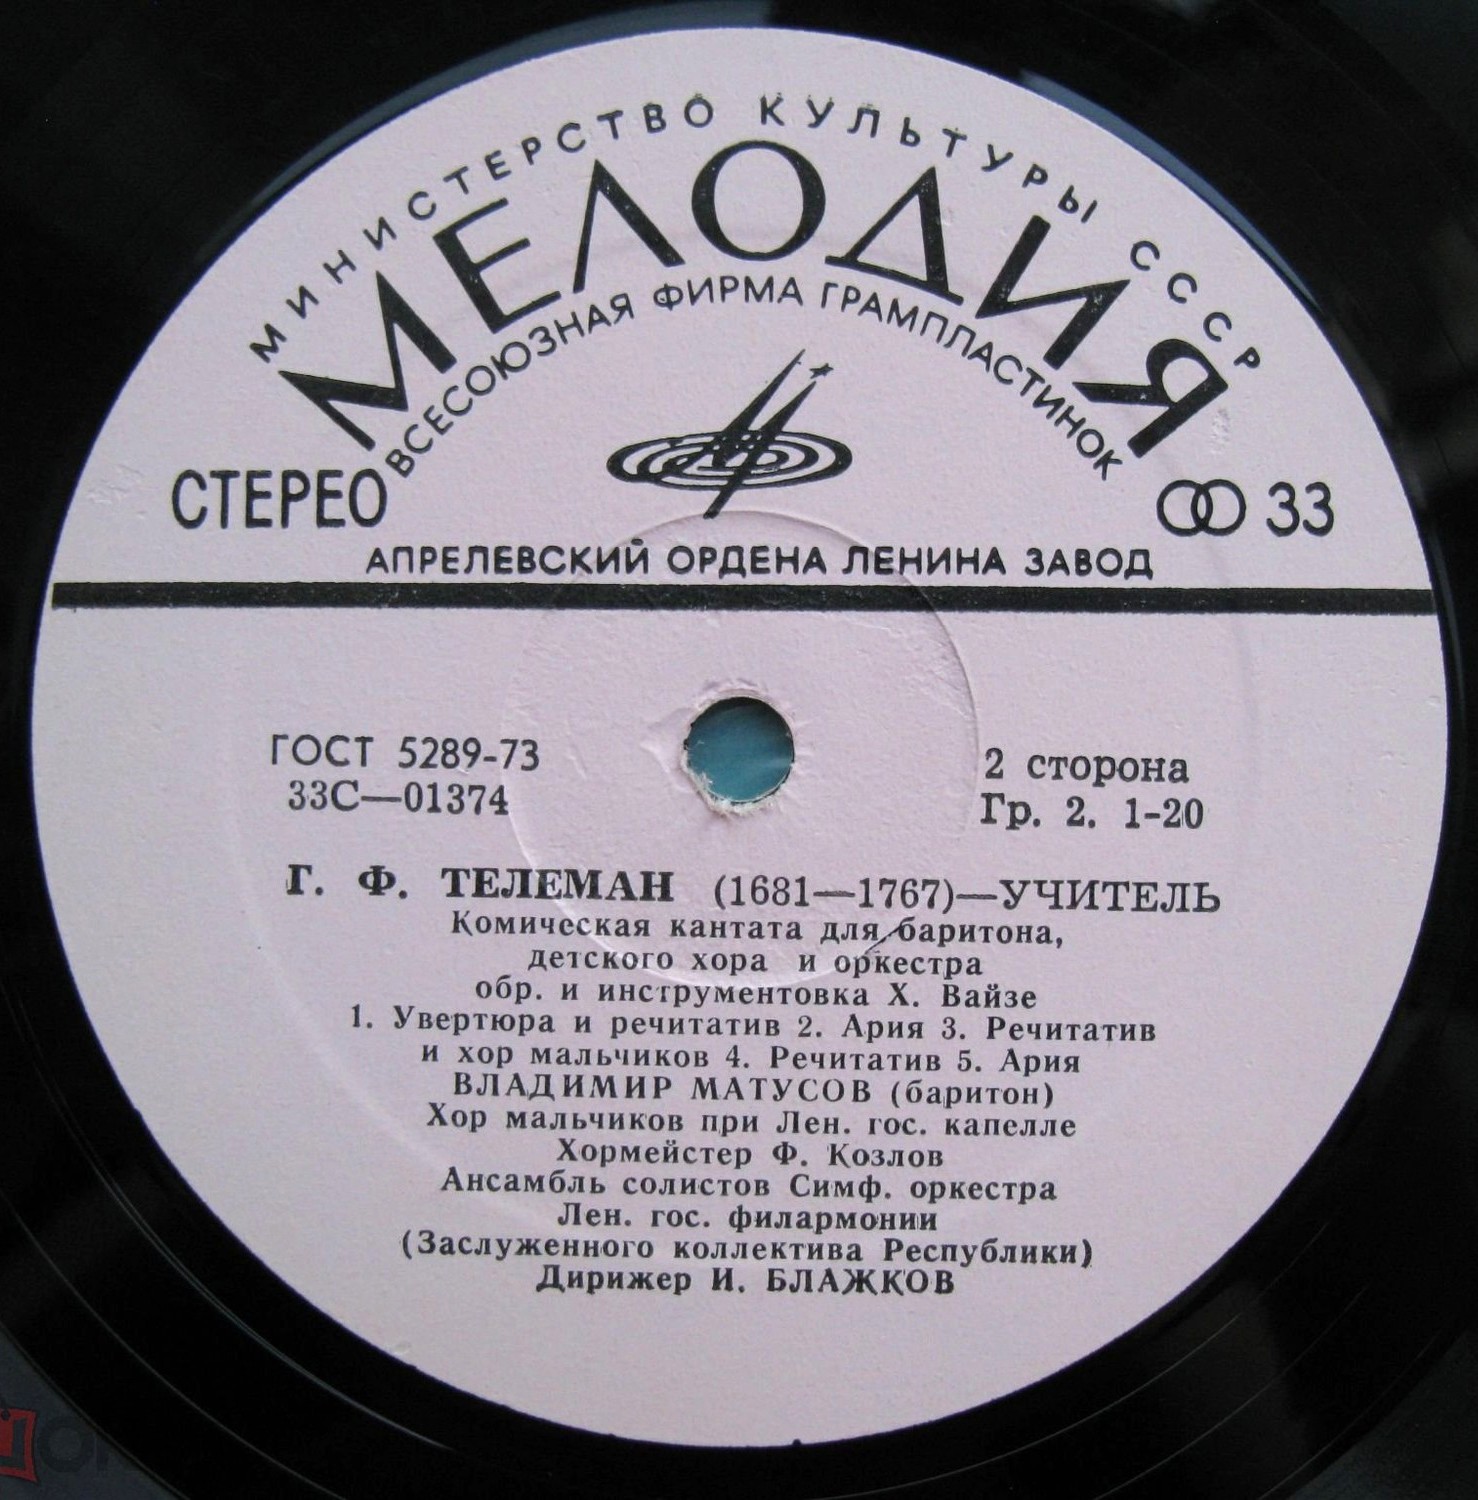 МИНИСТЕРСТВО КУЛЬТУРЫ СССР
МЕЛОДИЯ
ВСЕСОЮЗНАЯ ФИРМА ГРАМПЛАСТИНОК
СТЕРЕО
33
АПРЕЛЕВСКИЙ ОРДЕНА ЛЕНИНА ЗАВОД
ГОСТ 5289-73
33С—01374
2 сторона
Гр. 2. 1-20
Г. Ф. ТЕЛЕМАН (1681—1767)—УЧИТЕЛЬ
Комическая кантата для баритона,
детского хора и оркестра
обр. и инструментовка Х. Вайзе
1. Увертюра и речитатив 2. Ария 3. Речитатив
и хор мальчиков 4. Речитатив 5. Ария
ВЛАДИМИР МАТУСОВ (баритон)
Хор мальчиков при Лен. гос. капелле
Хормейстер Ф. Козлов
Ансамбль солистов Симф. оркестра
Лен. гос. филармонии
(Заслуженного коллектива Республики)
Дирижер И. БЛАЖКОВ